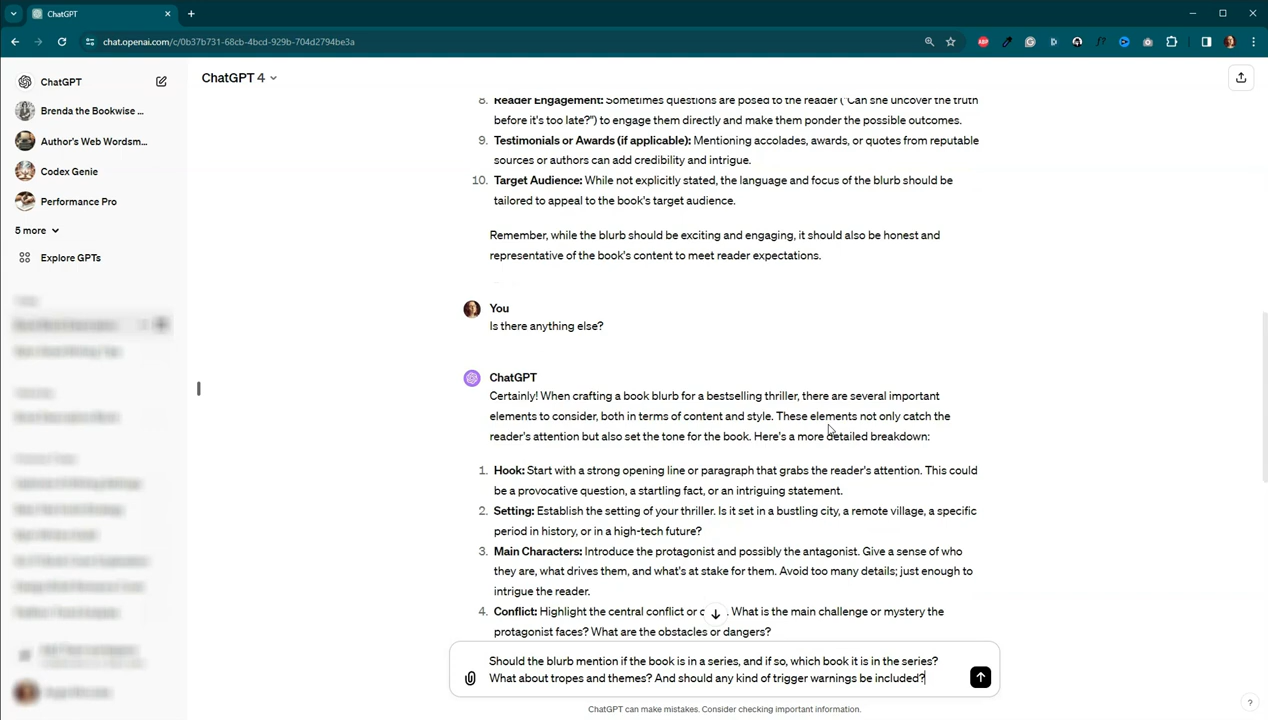 ChatGPT
chat.openai.com/c/0b37b731-68cb-4bcd-929b-704d2794be3a
ChatGPT
Brenda the Bookwise ...
Author's Web Wordsm...
Codex Genie
Performance Pro
5 more
Explore GPTs
ChatGPT 4
8. Reader Engagement: Sometimes questions are posed to the reader ("Can she uncover the truth
before it's too late?") to engage them directly and make them ponder the possible outcomes.
9. Testimonials or Awards (if applicable): Mentioning accolades, awards, or quotes from reputable
sources or authors can add credibility and intrigue.
10. Target Audience: While not explicitly stated, the language and focus of the blurb should be
tailored to appeal to the book's target audience.
Remember, while the blurb should be exciting and engaging, it should also be honest and
representative of the book's content to meet reader expectations.
You
Is there anything else?
ChatGPT
Certainly! When crafting a book blurb for a bestselling thriller, there are several important
elements to consider, both in terms of content and style. These elements not only catch the
reader's attention but also set the tone for the book. Here's a more detailed breakdown:
1. Hook: Start with a strong opening line or paragraph that grabs the reader's attention. This could
be a provocative question, a startling fact, or an intriguing statement.
2. Setting: Establish the setting of your thriller. Is it set in a bustling city, a remote village, a specific
period in history, or in a high-tech future?
3. Main Characters: Introduce the protagonist and possibly the antagonist. Give a sense of who
they are, what drives them, and what's at stake for them. Avoid too many details; just enough to
intrigue the reader.
4. Conflict: Highlight the central conflict or What is the main challenge or mystery the
protagonist faces? What are the obstacles or dangers?
Should the blurb mention if the book is in a series, and if so, which book it is in the series?
What about tropes and themes? And should any kind of trigger warnings be included?
ChatGPT can make mistakes. Consider checking important information.
?